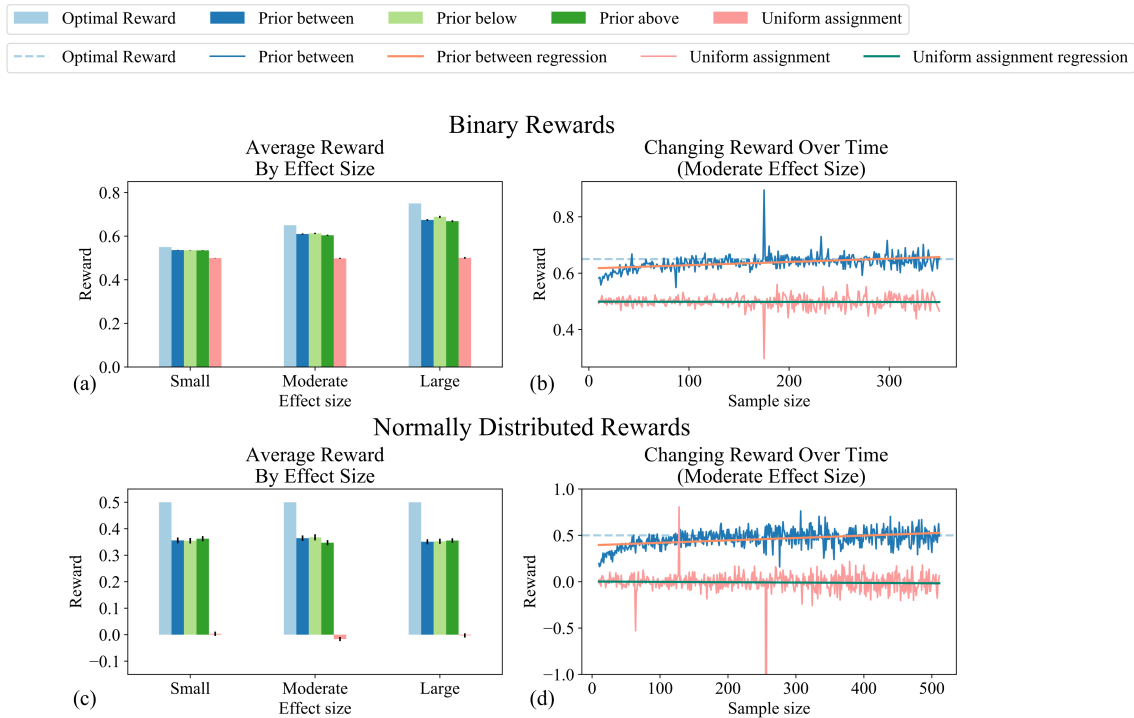 Optimal Reward Prior between Prior below Prior above Uniform assignment
Optimal Reward Prior between Prior between regression Uniform assignment Uniform assignment regression
Binary Rewards
Average Reward
By Effect Size
Changing Reward Over Time
(Moderate Effect Size)
0.8
0.6
0.4
0.2
0.0
Reward
Small Moderate Large
Effect size
(a)
0.8
0.6
0.4
Reward
0 100 200 300
Sample size
(b)
Normally Distributed Rewards
Average Reward
By Effect Size
Changing Reward Over Time
(Moderate Effect Size)
0.5
0.4
0.3
0.2
0.1
0.0
−0.1
Reward
Small Moderate Large
Effect size
(c)
1.0
0.5
0.0
−0.5
−1.0
Reward
0 100 200 300 400 500
Sample size
(d)